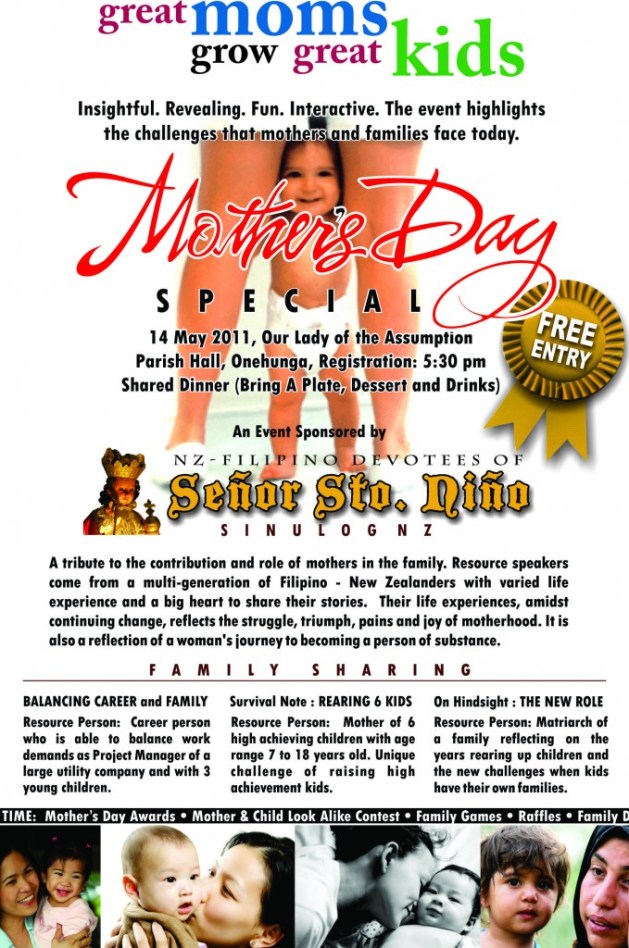 great moms
grow great kids
Insightful. Revealing. Fun. Interactive. The event highlights
the challenges that mothers and families face today.
Mother's Day
SPECIAL
14 May 2011, Our Lady of the Assumption
Parish Hall, Onehunga, Registration: 5:30 pm
Shared Dinner (Bring A Plate, Dessert and Drinks)
FREE
ENTRY
An Event Sponsored by
NZ-FILIPINO DEVOTEES OF
Señor Sto. Niño
SINULOGNZ
A tribute to the contribution and role of mothers in the family. Resource speakers
come from a multi-generation of Filipino - New Zealanders with varied life
experience and a big heart to share their stories. Their life experiences, amidst
continuing change, reflects the struggle, triumph, pains and joy of motherhood. It is
also a reflection of a woman's journey to becoming a person of substance.
FAMILY SHARING
BALANCING CAREER and FAMILY
Resource Person: Career person
who is able to balance work
demands as Project Manager of a
large utility company and with 3
young children.
Survival Note : REARING 6 KIDS
Resource Person: Mother of 6
high achieving children with age
range 7 to 18 years old. Unique
challenge of raising high
achievement kids.
On Hindsight : THE NEW ROLE
Resource Person: Matriarch of
a family reflecting on the
years rearing up children and
the new challenges when kids
have their own families.
TIME: Mother's Day Awards • Mother & Child Look Alike Contest • Family Games • Raffles • Family D